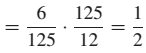 = 6/125 · 125/12 = 1/2